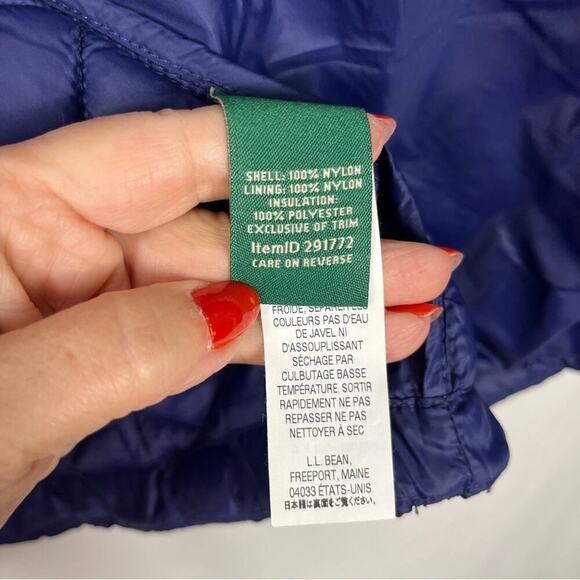 SHELL: 100% NYLON
LINING: 100% NYLON
INSULATION:
100% POLYESTER
EXCLUSIVE OF TRIM
ItemID 291772
CARE ON REVERSE
FROIDE, SÉPARER LES
COULEURS PAS D'EAU
DE JAVEL NI
D'ASSOUPLISSANT
SÉCHAGE PAR
CULBUTAGE BASSE
TEMPÉRATURE, SORTIR
RAPIDEMENT NE PAS
REPASSER NE PAS
NETTOYER À SEC
L.L. BEAN,
FREEPORT, MAINE
04033 ÉTATS-UNIS
日本語は裏面をご覧ください